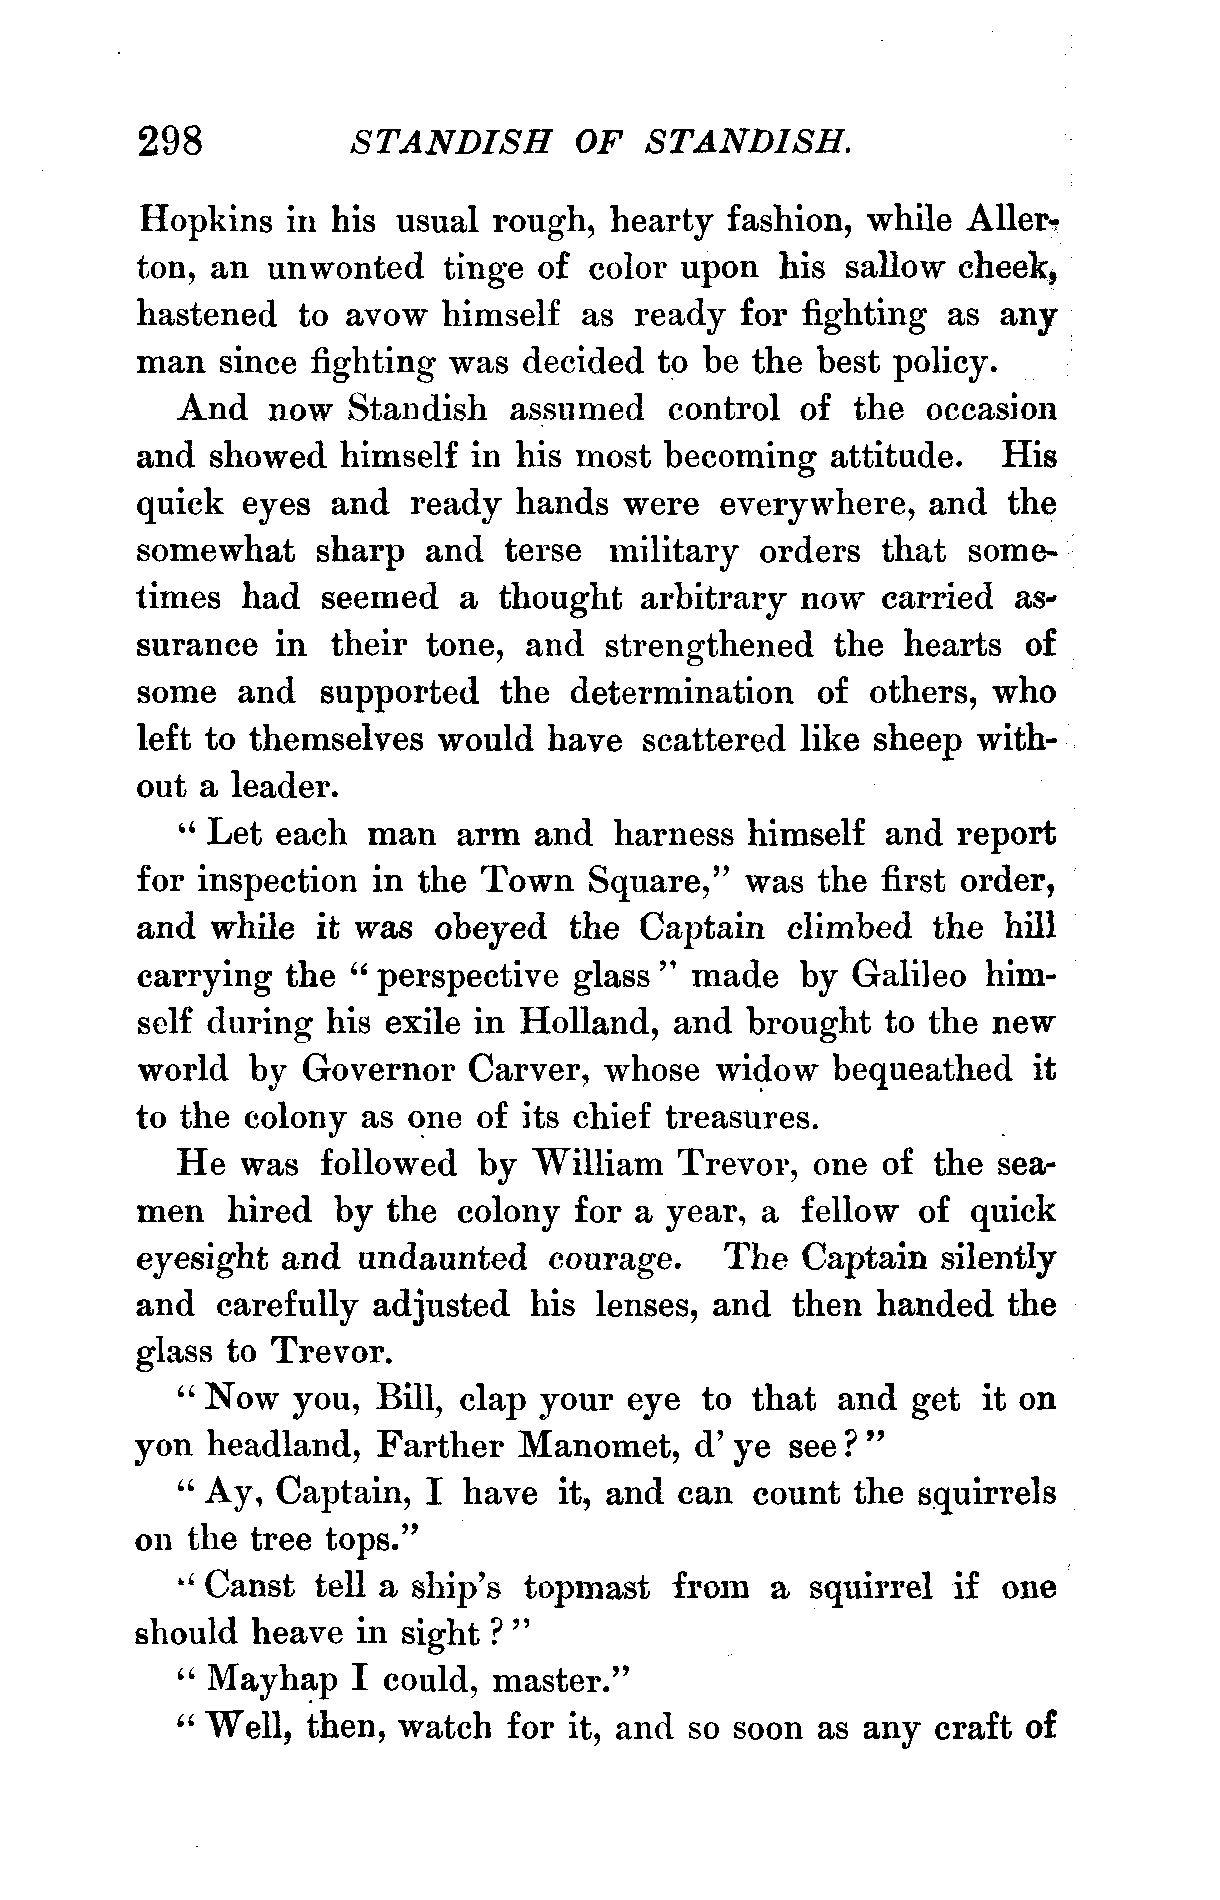 298 STANDISH OF STANDISH.
Hopkins in his usual rough, hearty fashion, while Aller-
ton, an unwonted tinge of color upon his sallow cheek,
hastened to avow himself as ready for fighting as any
man since fighting was decided to be the best policy.
And now Standish assumed control of the occasion
and showed himself in his most becoming attitude. His
quick eyes and ready hands were everywhere, and the
somewhat sharp and terse military orders that some-
times had seemed a thought arbitrary now carried as-
surance in their tone, and strengthened the hearts of
some and supported the determination of others, who
left to themselves would have scattered like sheep with-
out a leader.
" Let each man arm and harness himself and report
for inspection in the Town Square," was the first order,
and while it was obeyed the Captain climbed the hill
carrying the " perspective glass " made by Galileo him-
self during his exile in Holland, and brought to the new
world by Governor Carver, whose widow bequeathed it
to the colony as one of its chief treasures.
He was followed by William Trevor, one of the sea-
men hired by the colony for a year, a fellow of quick
eyesight and undaunted courage. The Captain silently
and carefully adjusted his lenses, and then handed the
glass to Trevor.
" Now you, Bill, clap your eye to that and get it on
yon headland, Farther Manomet, d' ye see ? "
" Ay, Captain, I have it, and can count the squirrels
on the tree tops."
" Canst tell a ship's topmast from a squirrel if one
should heave in sight ? "
" Mayhap I could, master."
" Well, then, watch for it, and so soon as any craft of